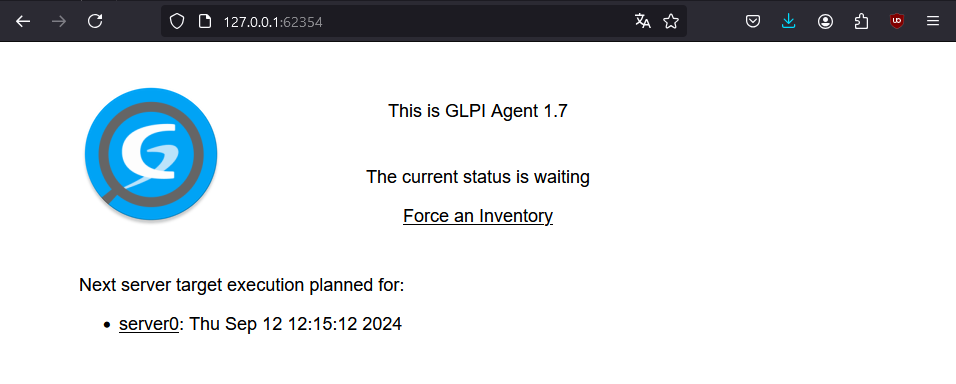 127.0.0.1:62354
This is GLPI Agent 1.7
The current status is waiting
Force an Inventory
Next server target execution planned for:
server0: Thu Sep 12 12:15:12 2024